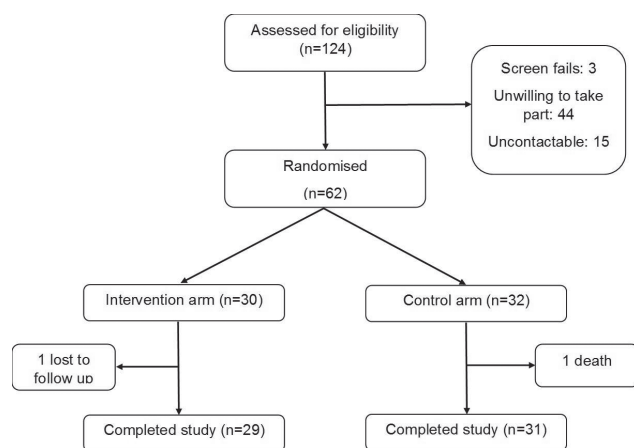 Assessed for eligibility
(n=124)
Screen fails: 3
Unwilling to take
part: 44
Uncontactable: 15
Randomised
(n=62)
Intervention arm (n=30)
Control arm (n=32)
1 lost to
follow up
1 death
Completed study (n=29)
Completed study (n=31)